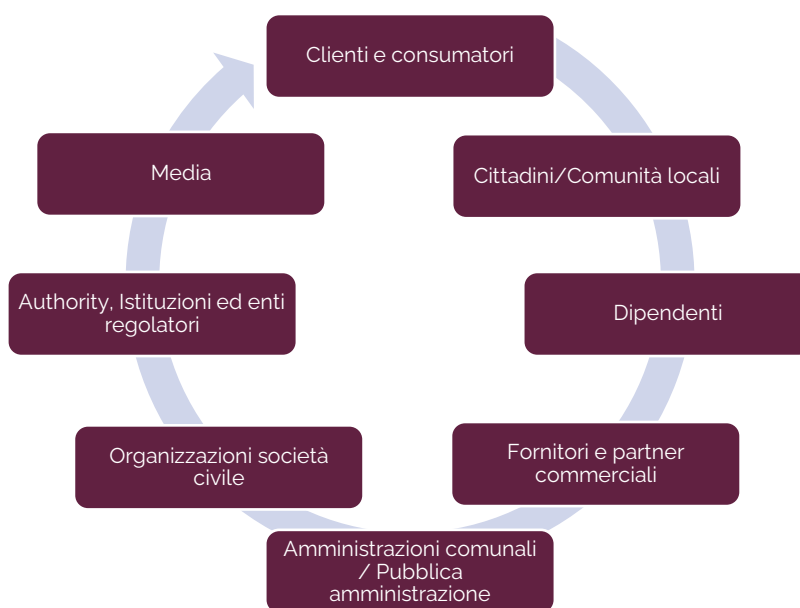 Clienti e consumatori
Cittadini/Comunità locali
Dipendenti
Fornitori e partner
commerciali
Amministrazioni comunali
/ Pubblica
amministrazione
Organizzazioni società
civile
Authority, Istituzioni ed enti
regolatori
Media